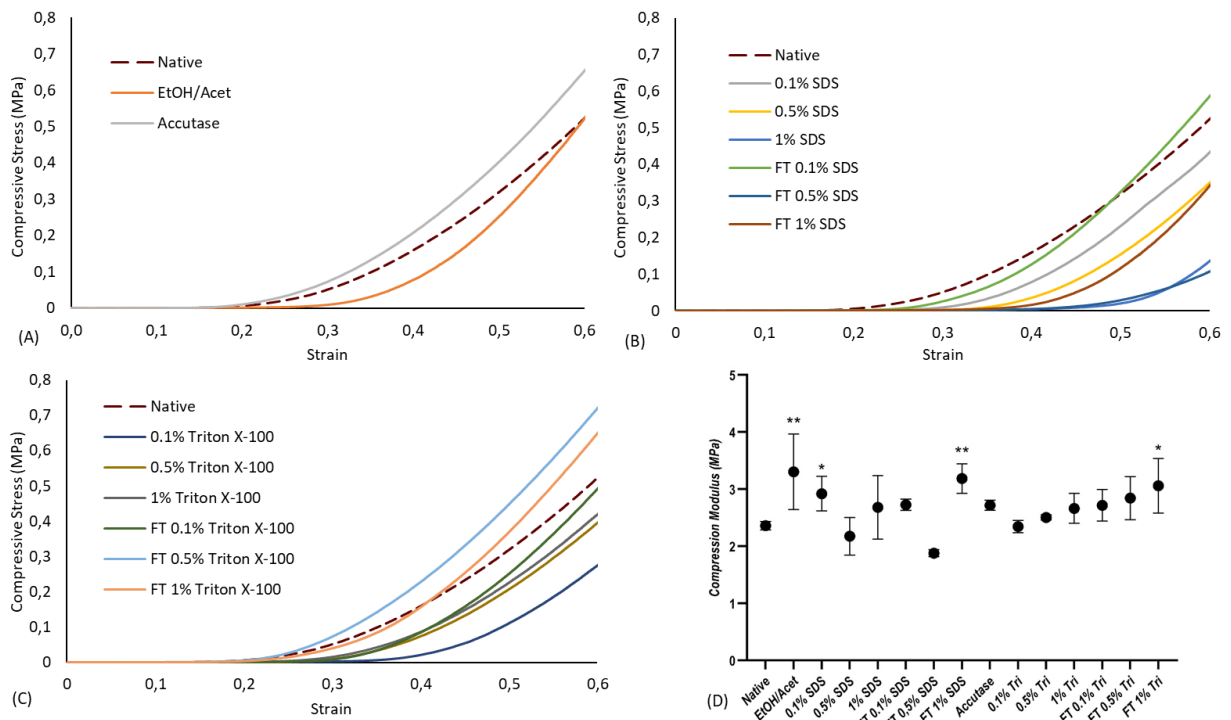 0,8
0,7
0,6
0,5
0,4
0,3
0,2
0,1
0
Compressive Stress (MPa)
Native
EtOH/Acet
Accutase
0,0 0,1 0,2 0,3 0,4 0,5 0,6
Strain
(A)
0,8
0,7
0,6
0,5
0,4
0,3
0,2
0,1
0
Compressive Stress (MPa)
Native
0.1% SDS
0.5% SDS
1% SDS
FT 0.1% SDS
FT 0.5% SDS
FT 1% SDS
0 0,1 0,2 0,3 0,4 0,5 0,6
Strain
(B)
0,8
0,7
0,6
0,5
0,4
0,3
0,2
0,1
0
Compressive Stress (MPa)
Native
0.1% Triton X-100
0.5% Triton X-100
1% Triton X-100
FT 0.1% Triton X-100
FT 0.5% Triton X-100
FT 1% Triton X-100
0 0,1 0,2 0,3 0,4 0,5 0,6
Strain
(C)
5
4
3
2
1
0
Compression Modulus (MPa)
** * ** *
Native
EtOH/Acet
0.1% SDS
0.5% SDS
1% SDS
FT 0.1% SDS
FT 0,5% SDS
FT 1% SDS
Accutase
0.1% Tri
0.5% Tri
1% Tri
FT 0.1% Tri
FT 0.5% Tri
FT 1% Tri
(D)